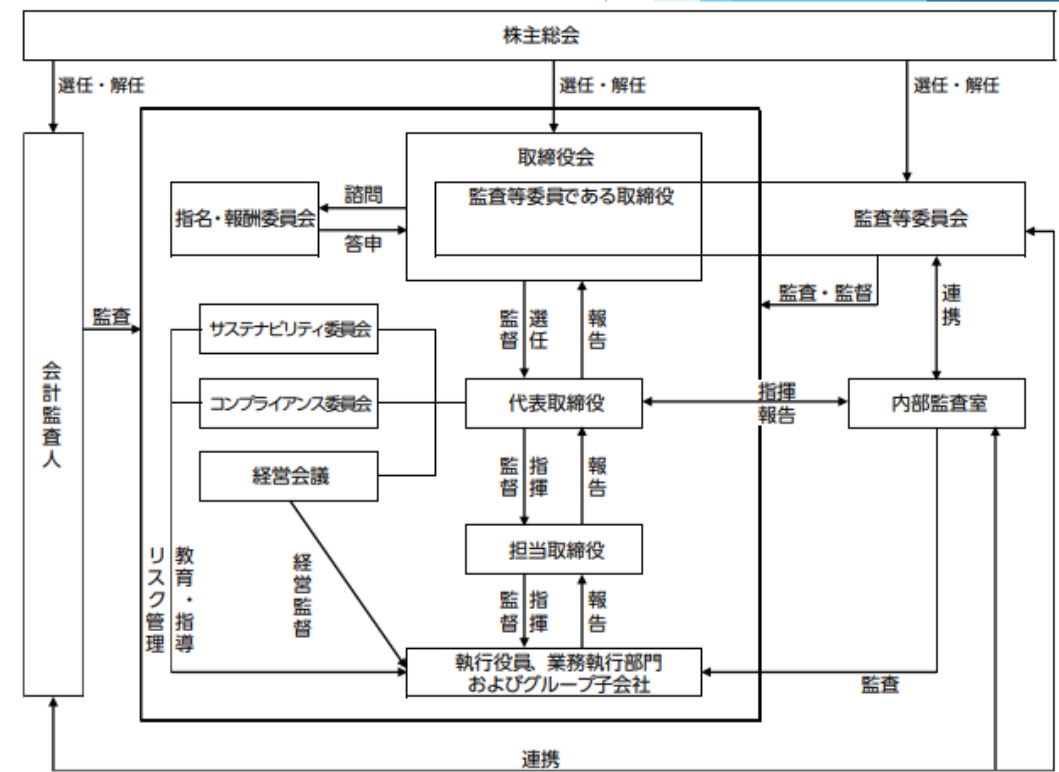 株主総会
選任・解任
選任・解任
選任・解任
取締役会
監査等委員である取締役
監査等委員会
指名・報酬委員会
諮問
答申
監査・監督
連携
監査
サステナビリティ委員会
監督
選任
報告
会計監査人
コンプライアンス委員会
代表取締役
指揮
報告
内部監査室
経営会議
監督
指揮
報告
担当取締役
リスク管理
教育・指導
経営監督
監督
指揮
報告
執行役員、業務執行部門
およびグループ子会社
監査
連携